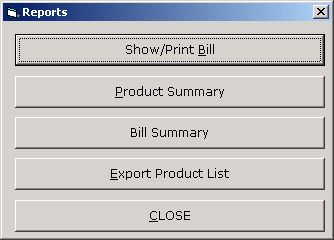 Reports
Show/Print Bill
Product Summary
Bill Summary
Export Product List
CLOSE